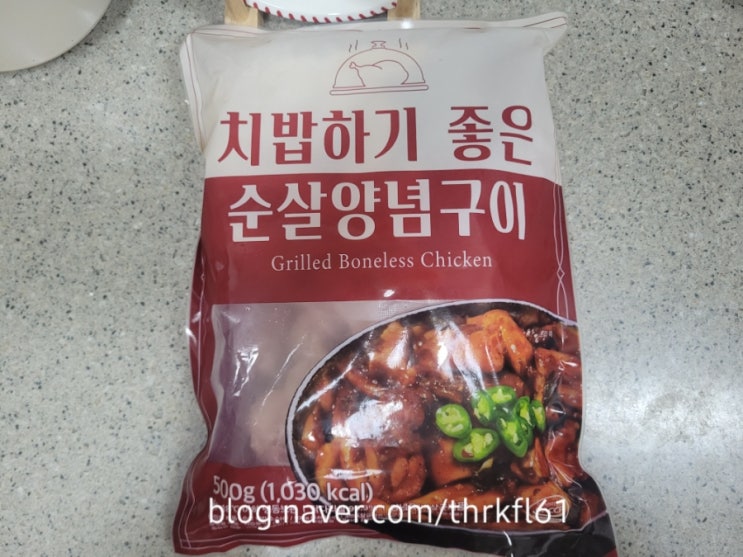 치밥하기 좋은
순살양념구이
Grilled Boneless Chicken
500g (1,030 kcal)
blog.naver.com/thrkfl61